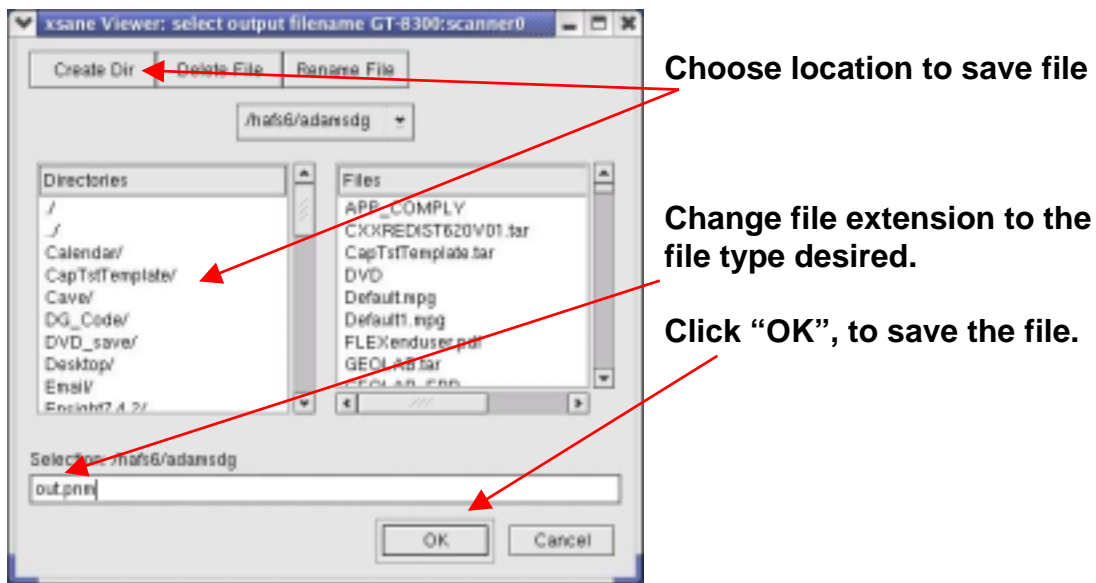 xsane Viewer: select output filename GT-8300:scanner0
Create Dir Delete File Rename File
Choose location to save file
/hafs6/adamsdg
Directories
./
../
Calendar/
CapTstTemplate/
Cave/
DG_Code/
DVD_save/
Desktop/
Email/
Ensight7.4.2/
Files
APP_COMPLY
CXXREDIST620V01.tar
CapTstTemplate.tar
DVD
Default.mpg
Default1.mpg
FLEXenduser.pdf
GEOLAB.tar
Change file extension to the
file type desired.
Click “OK”, to save the file.
Selection: /hafs6/adamsdg
out.pnm
OK Cancel